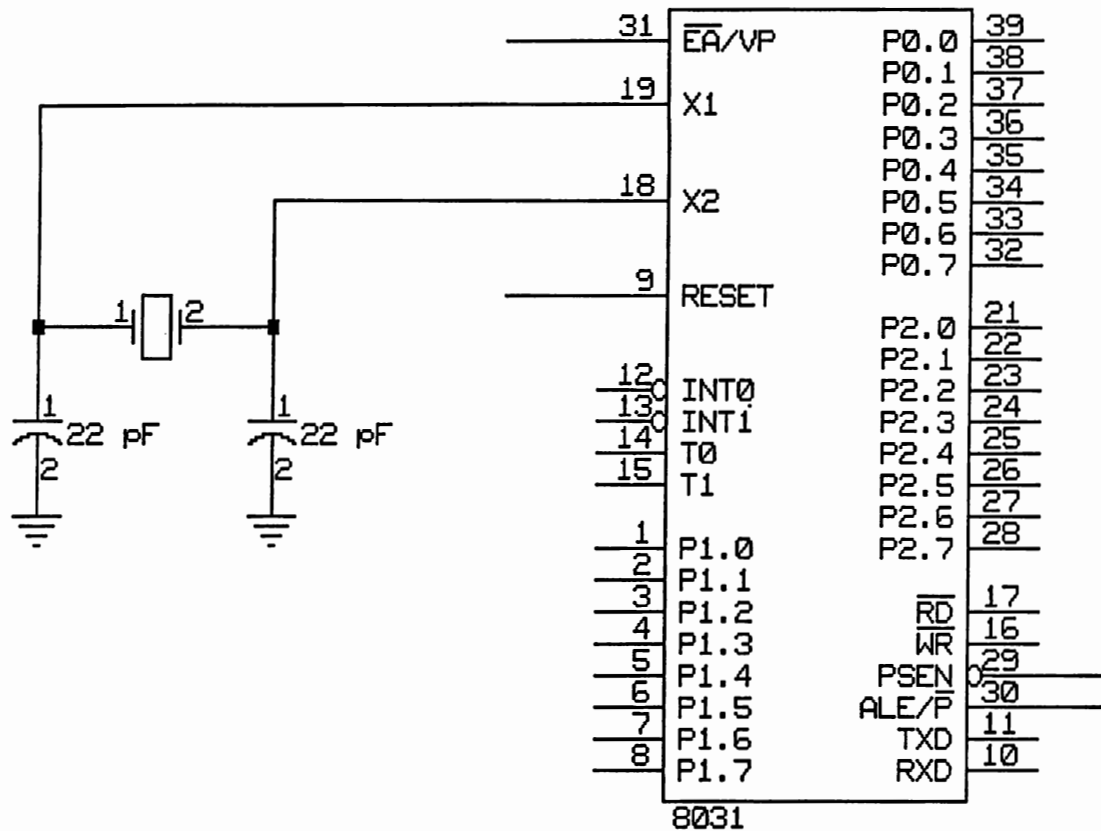 31 EA/VP P0.0 39
P0.1 38
19 X1 P0.2 37
P0.3 36
P0.4 35
18 X2 P0.5 34
P0.6 33
P0.7 32
9 RESET
1 2 P2.0 21
P2.1 22
12 INT0 P2.2 23
1 22 pF 2
1 22 pF 2
13 INT1 P2.3 24
14 T0 P2.4 25
15 T1 P2.5 26
P2.6 27
1 P1.0 P2.7 28
2 P1.1
3 P1.2 RD 17
4 P1.3 WR 16
5 P1.4 PSEN 29
6 P1.5 ALE/P 30
7 P1.6 TXD 11
8 P1.7 RXD 10
8031